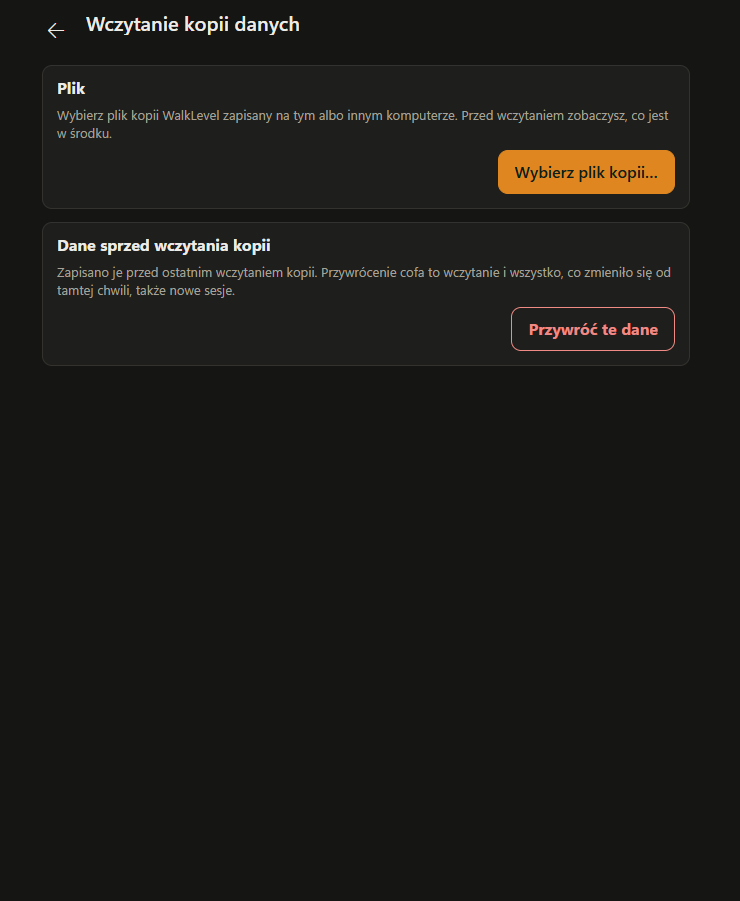 Wczytanie kopii danych
Plik
Wybierz plik kopii WalkLevel zapisany na tym albo innym komputerze. Przed wczytaniem zobaczysz, co jest
w środku.
Wybierz plik kopii...
Dane sprzed wczytania kopii
Zapisano je przed ostatnim wczytaniem kopii. Przywrócenie cofa to wczytanie i wszystko, co zmieniło się od
tamtej chwili, także nowe sesje.
Przywróć te dane